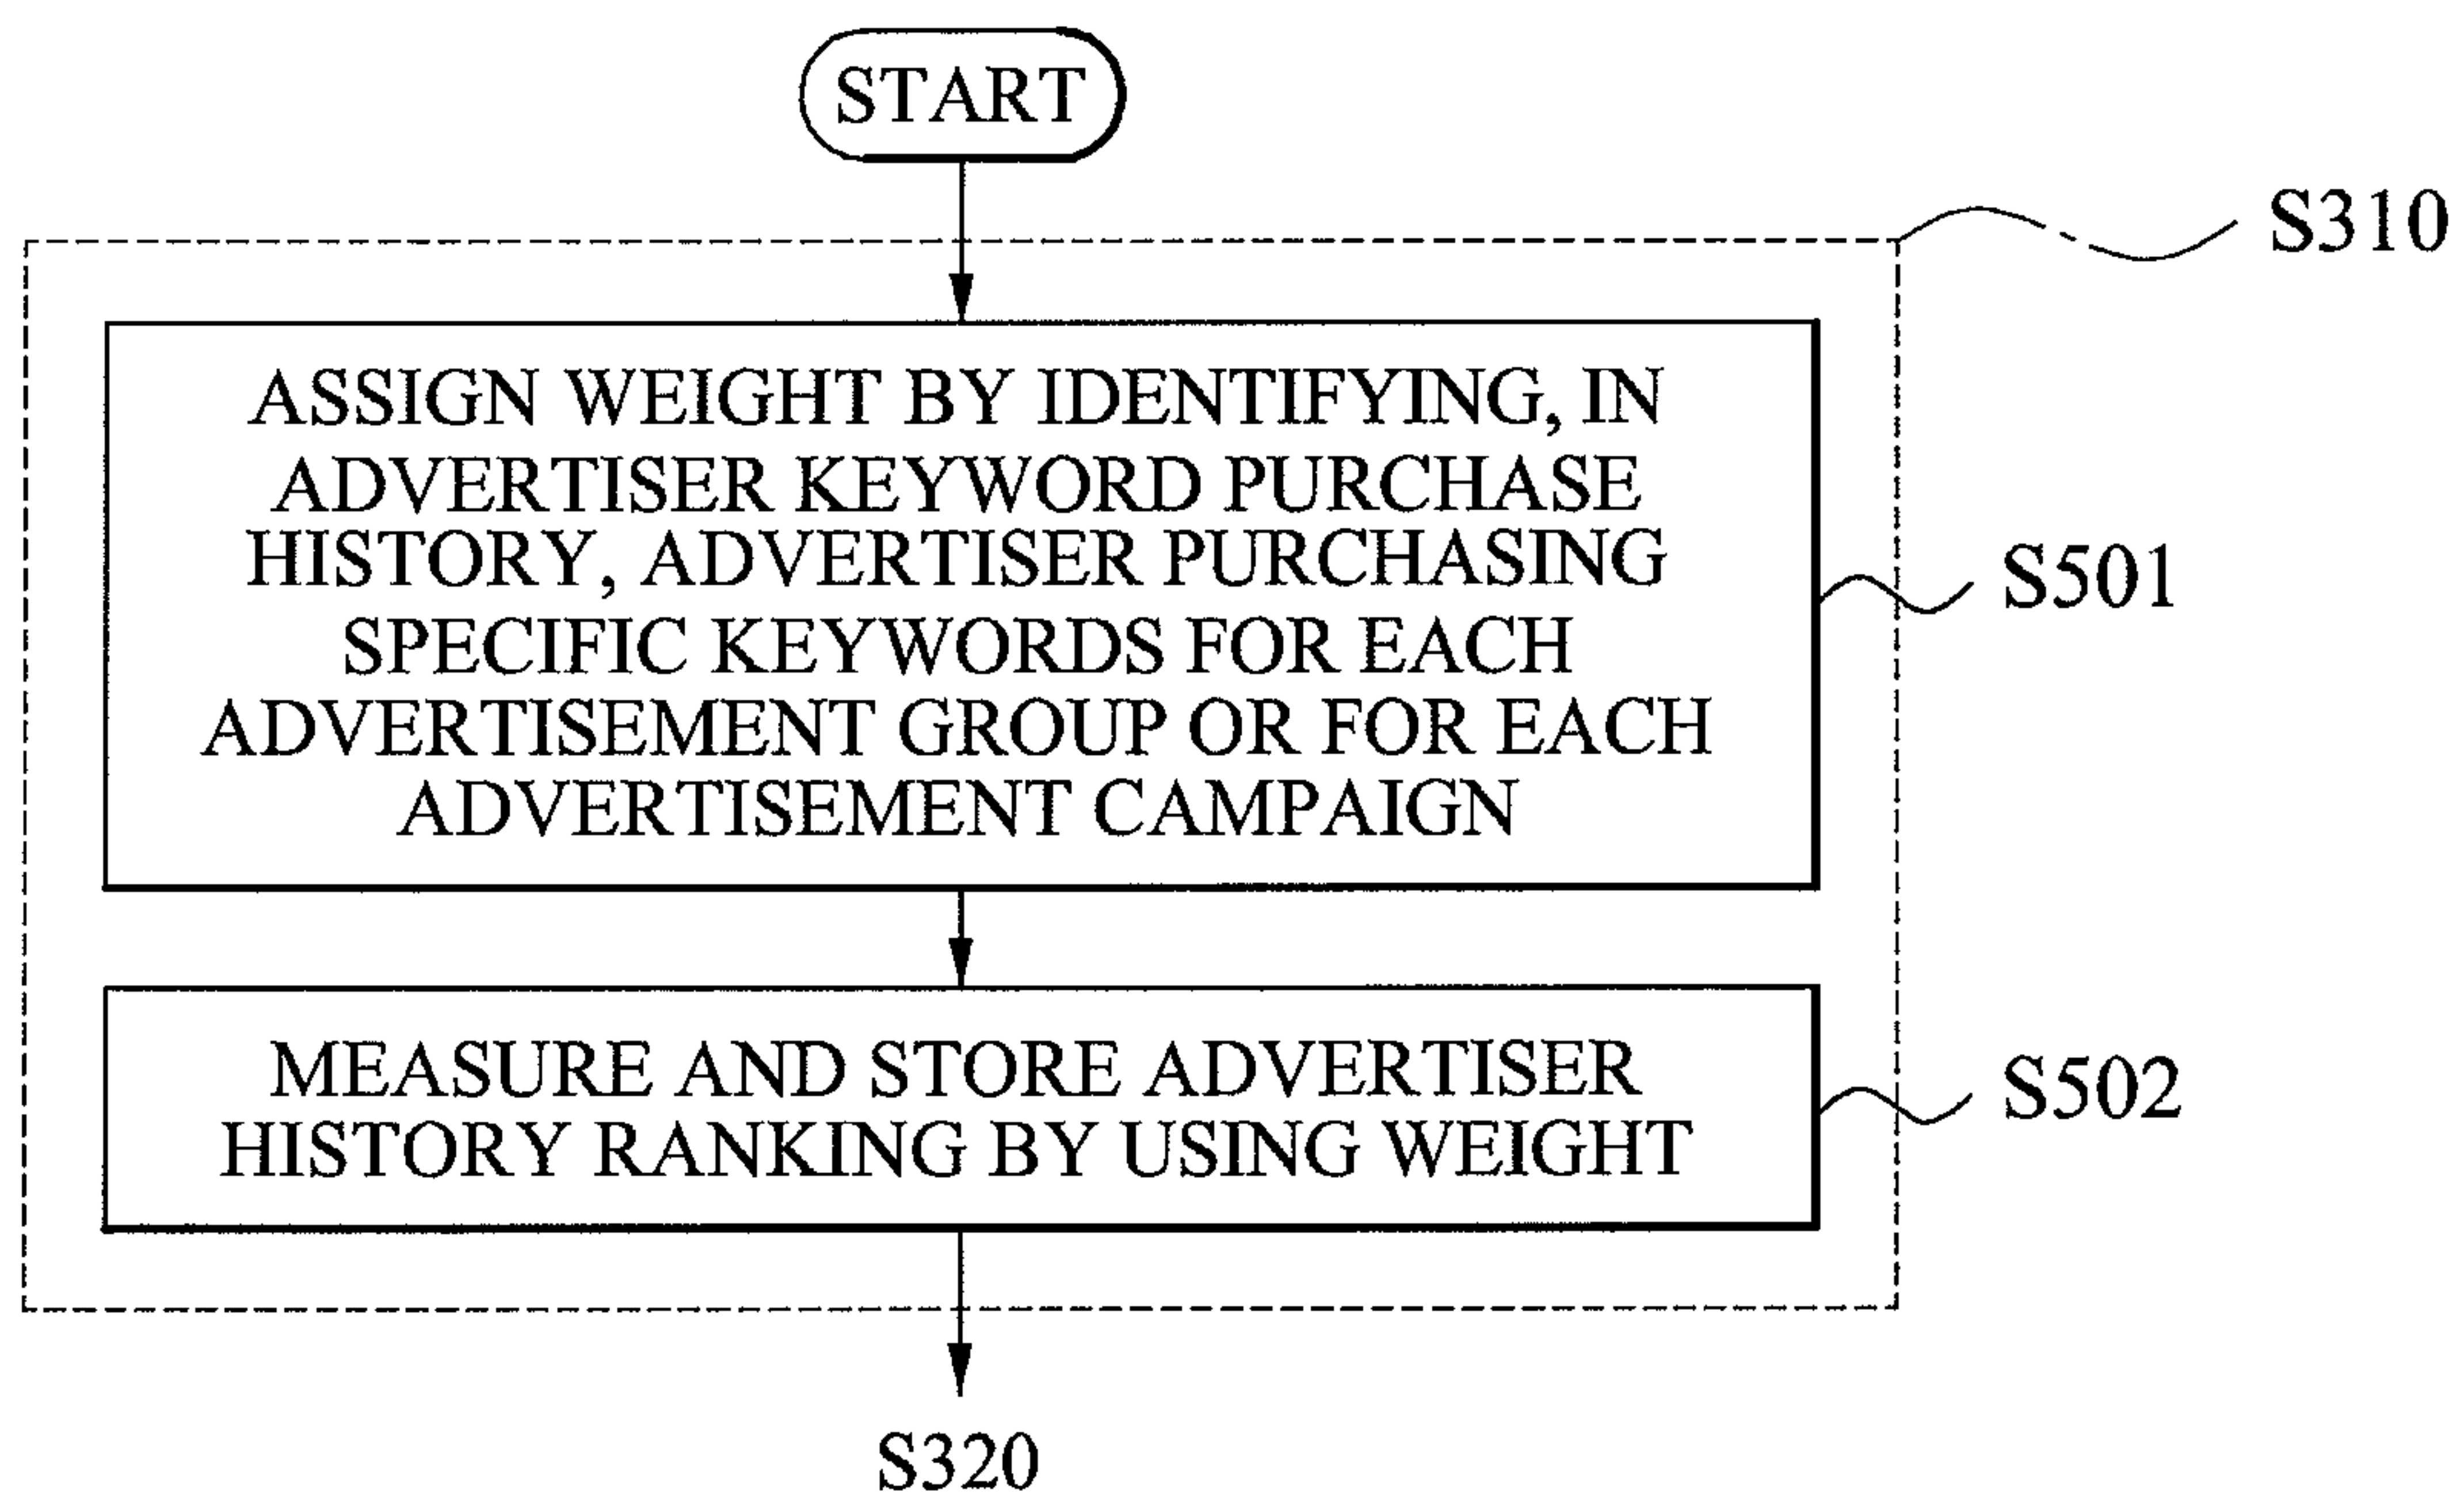 START
S310
ASSIGN WEIGHT BY IDENTIFYING, IN
ADVERTISER KEYWORD PURCHASE
HISTORY, ADVERTISER PURCHASING
SPECIFIC KEYWORDS FOR EACH
ADVERTISEMENT GROUP OR FOR EACH
ADVERTISEMENT CAMPAIGN
S501
MEASURE AND STORE ADVERTISER
HISTORY RANKING BY USING WEIGHT
S502
S320